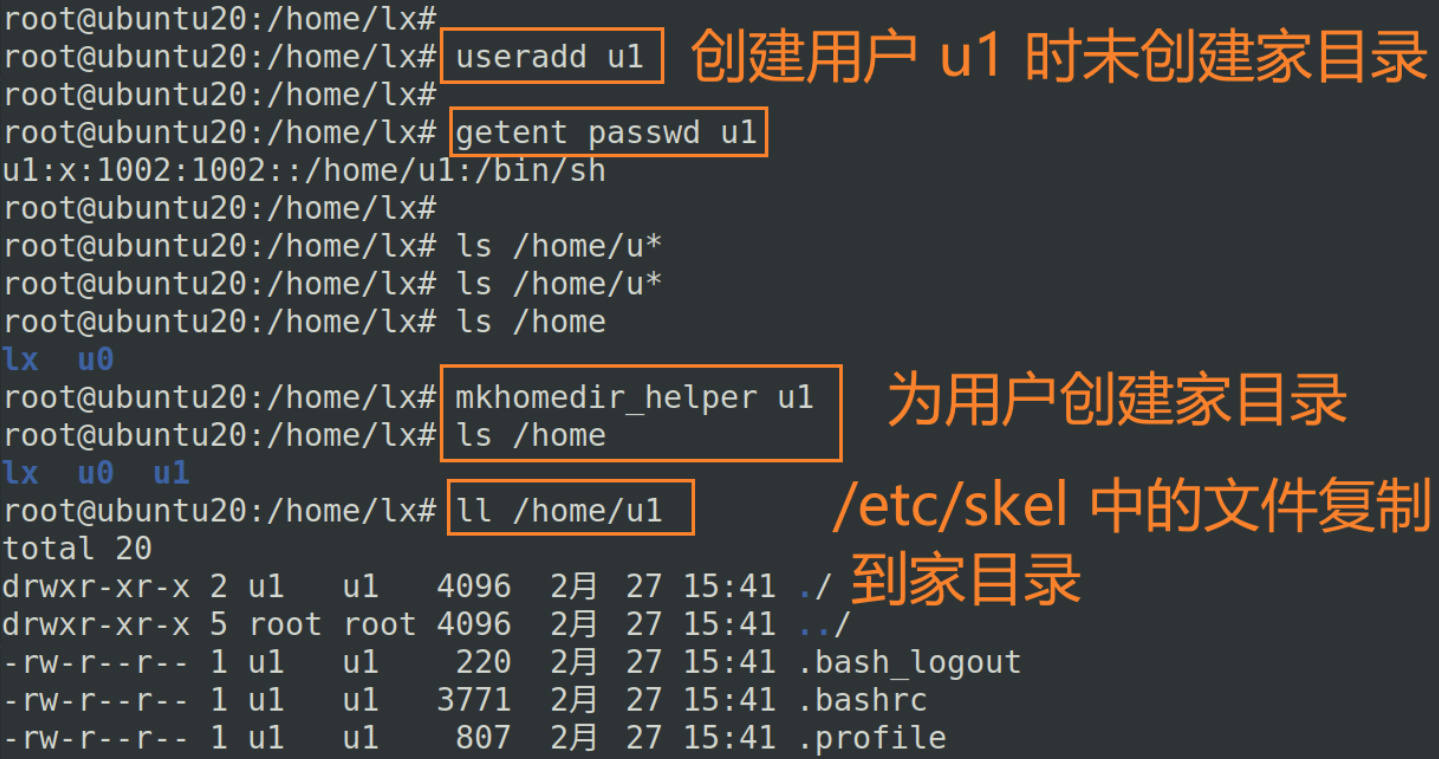 root@ubuntu20:/home/lx#
root@ubuntu20:/home/lx# useradd u1 创建用户 u1 时未创建家目录
root@ubuntu20:/home/lx#
root@ubuntu20:/home/lx# getent passwd u1
u1:x:1002:1002::/home/u1:/bin/sh
root@ubuntu20:/home/lx#
root@ubuntu20:/home/lx# ls /home/u*
root@ubuntu20:/home/lx# ls /home/u*
root@ubuntu20:/home/lx# ls /home
lx  u0
root@ubuntu20:/home/lx# mkhomedir_helper u1 为用户创建家目录
root@ubuntu20:/home/lx# ls /home
lx  u0  u1
root@ubuntu20:/home/lx# ll /home/u1 /etc/skel 中的文件复制
total 20
drwxr-xr-x 2 u1   u1   4096  2月  27 15:41 ./ 到家目录
drwxr-xr-x 5 root root 4096  2月  27 15:41 ../
-rw-r--r-- 1 u1   u1    220  2月  27 15:41 .bash_logout
-rw-r--r-- 1 u1   u1   3771  2月  27 15:41 .bashrc
-rw-r--r-- 1 u1   u1    807  2月  27 15:41 .profile